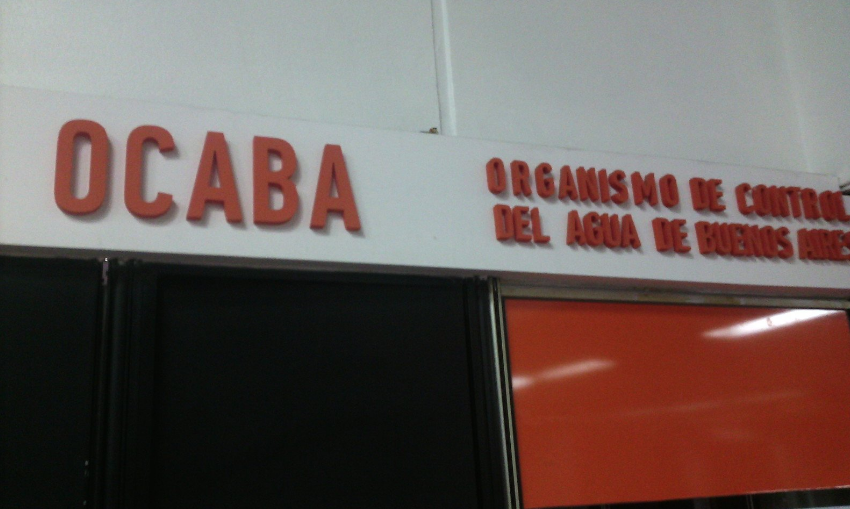 OCABA
ORGANISMO DE CONTROL
DEL AGUA DE BUENOS AIRES